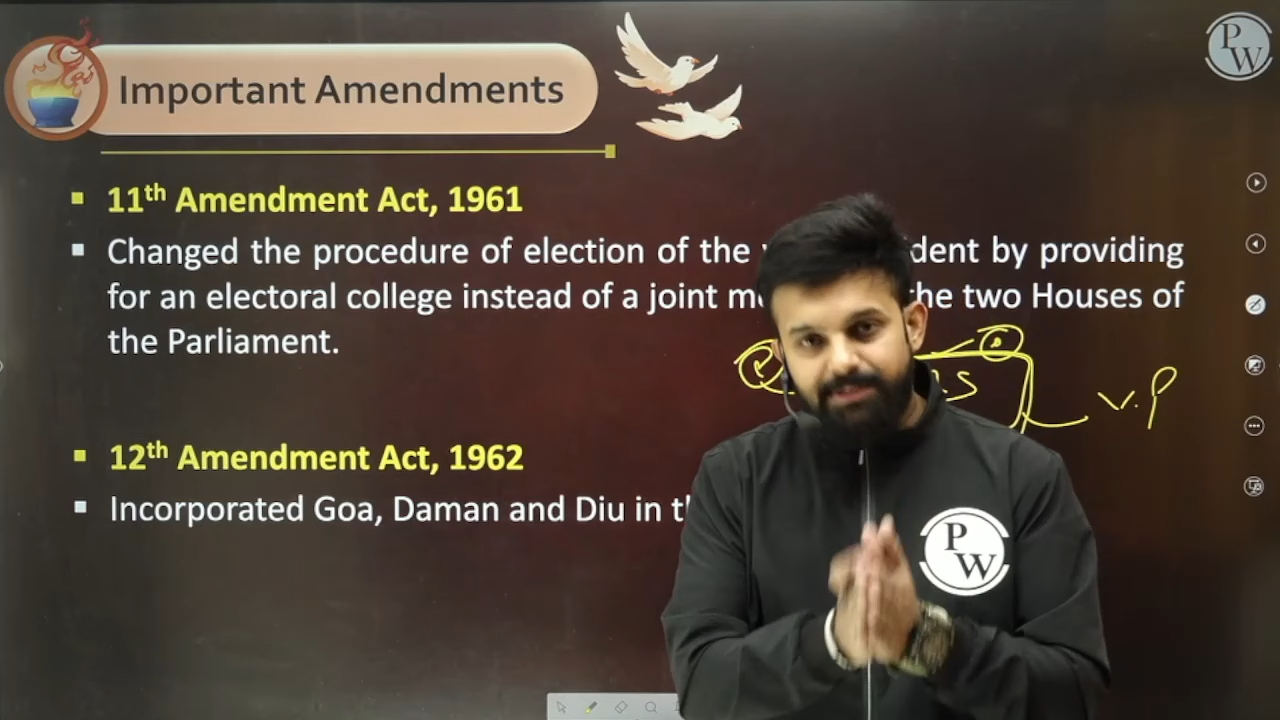 Important Amendments
PW
11th Amendment Act, 1961
Changed the procedure of election of the dent by providing
for an electoral college instead of a joint the two Houses of
the Parliament.
V.P
12th Amendment Act, 1962
Incorporated Goa, Daman and Diu in
PW